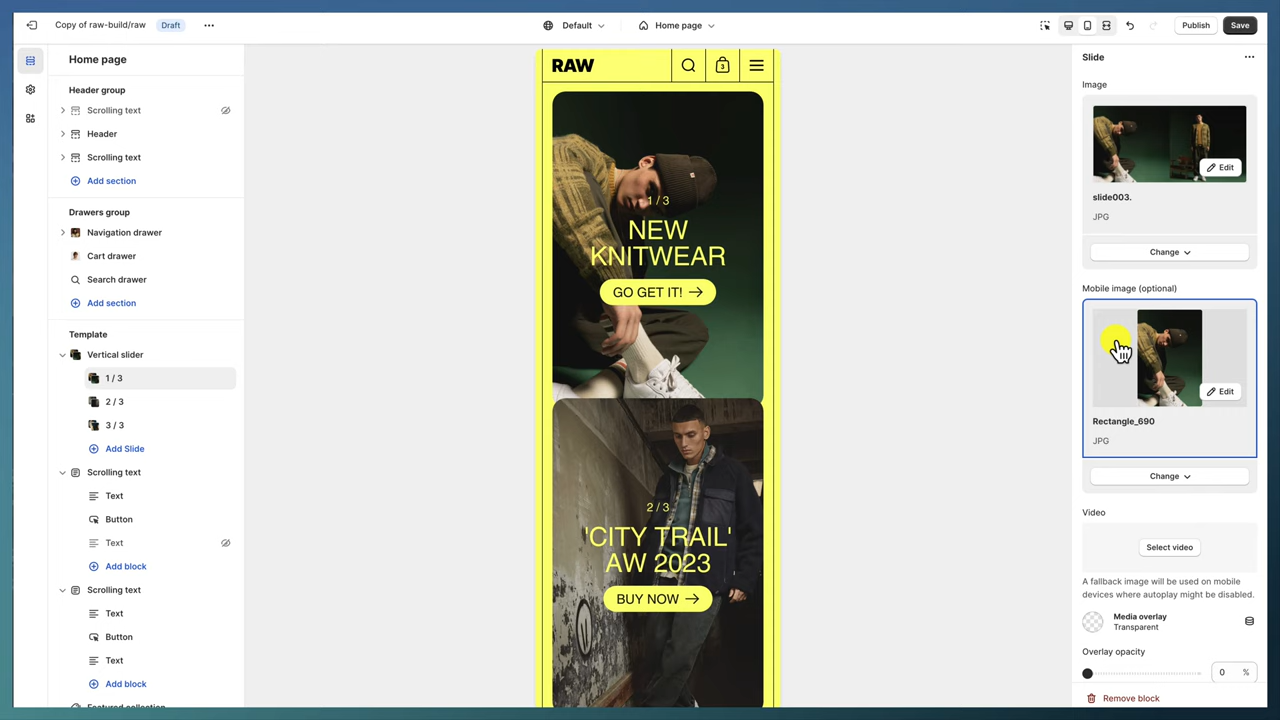 Copy of raw-build/raw
Draft
Default
Home page
Publish
Save
Home page
Header group
Scrolling text
Header
Scrolling text
Add section
Drawers group
Navigation drawer
Cart drawer
Search drawer
Add section
Template
Vertical slider
1 / 3
2 / 3
3 / 3
Add Slide
Scrolling text
Text
Button
Text
Add block
Scrolling text
Text
Button
Text
Add block
Featured collection
RAW
3
1 / 3
NEW
KNITWEAR
GO GET IT!
2 / 3
'CITY TRAIL'
AW 2023
BUY NOW
Slide
Image
Edit
slide003.
JPG
Change
Mobile image (optional)
Edit
Rectangle_690
JPG
Change
Video
Select video
A fallback image will be used on mobile
devices where autoplay might be disabled.
Media overlay
Transparent
Overlay opacity
0 %
Remove block